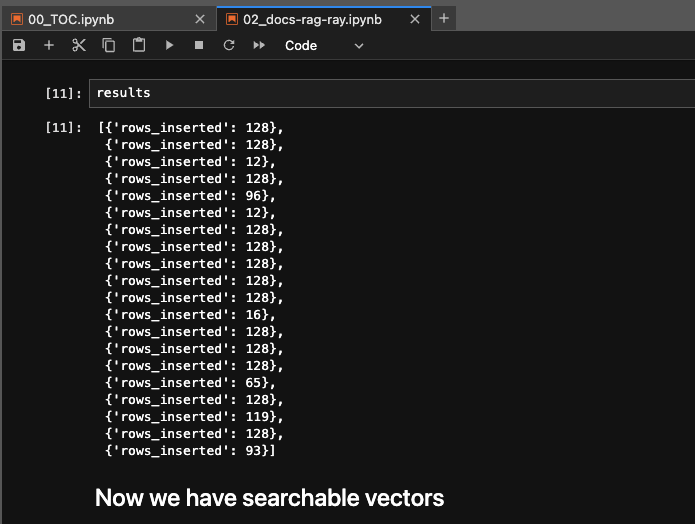 00_TOC.ipynb
02_docs-rag-ray.ipynb
Code
[11]: results
[11]: [{'rows_inserted': 128},
{'rows_inserted': 128},
{'rows_inserted': 12},
{'rows_inserted': 128},
{'rows_inserted': 96},
{'rows_inserted': 12},
{'rows_inserted': 128},
{'rows_inserted': 128},
{'rows_inserted': 128},
{'rows_inserted': 128},
{'rows_inserted': 128},
{'rows_inserted': 16},
{'rows_inserted': 128},
{'rows_inserted': 128},
{'rows_inserted': 128},
{'rows_inserted': 65},
{'rows_inserted': 128},
{'rows_inserted': 119},
{'rows_inserted': 128},
{'rows_inserted': 93}]
Now we have searchable vectors